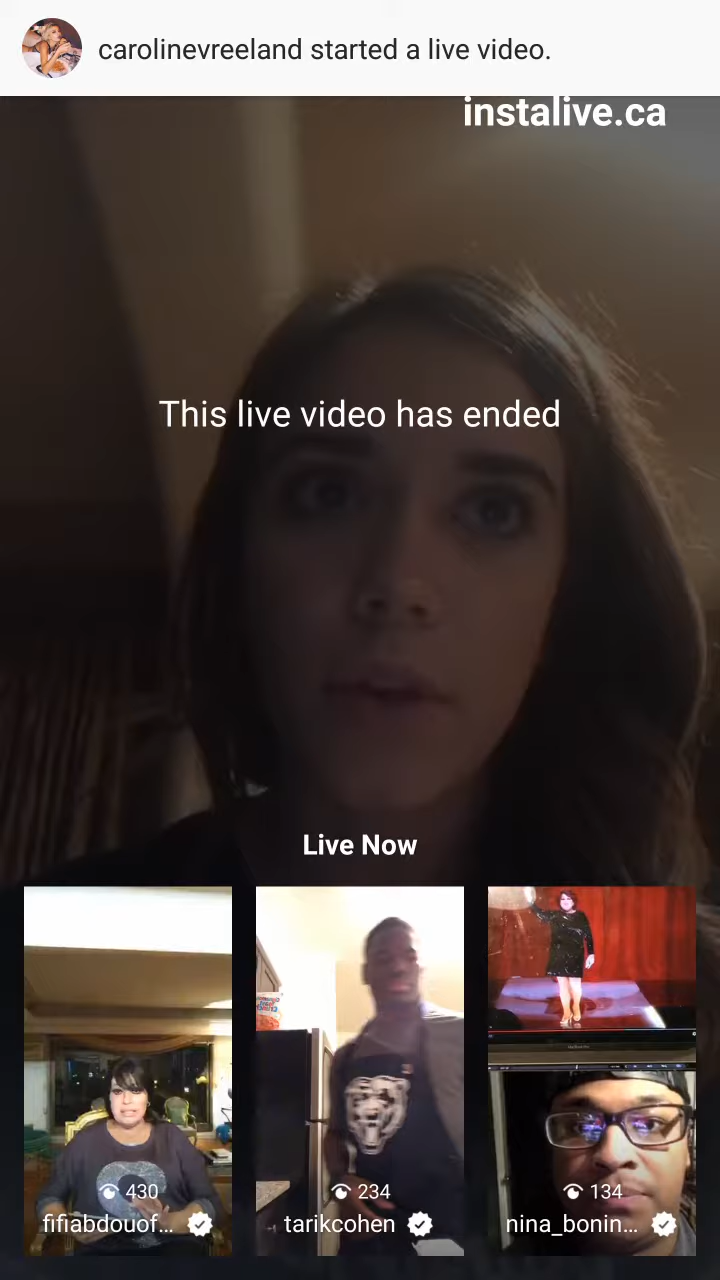 carolinevreeland started a live video.
instalive.ca
This live video has ended
Live Now
430
234
134
fifiabdouof...
tarikcohen
nina_bonin...